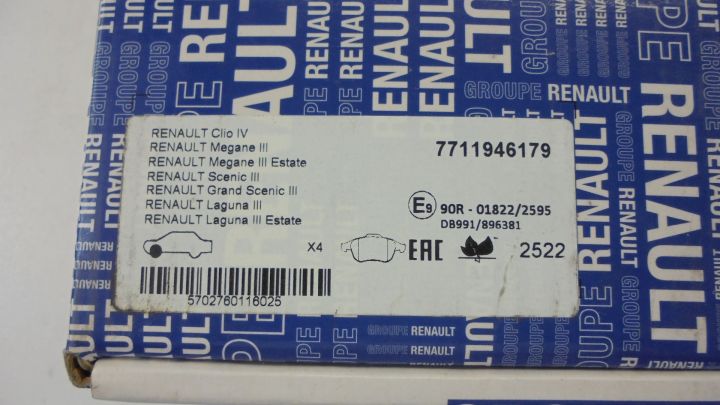 GROUPE RENAULT
RENAULT Clio IV
RENAULT Megane III
RENAULT Megane III Estate
RENAULT Scenic III
RENAULT Grand Scenic III
RENAULT Laguna III
RENAULT Laguna III Estate
7711946179
E9 90R - 01822/2595
DB991/896381
X4
EAC
2522
5702760116025
GROUPE RENAULT
GROUPE RENAULT